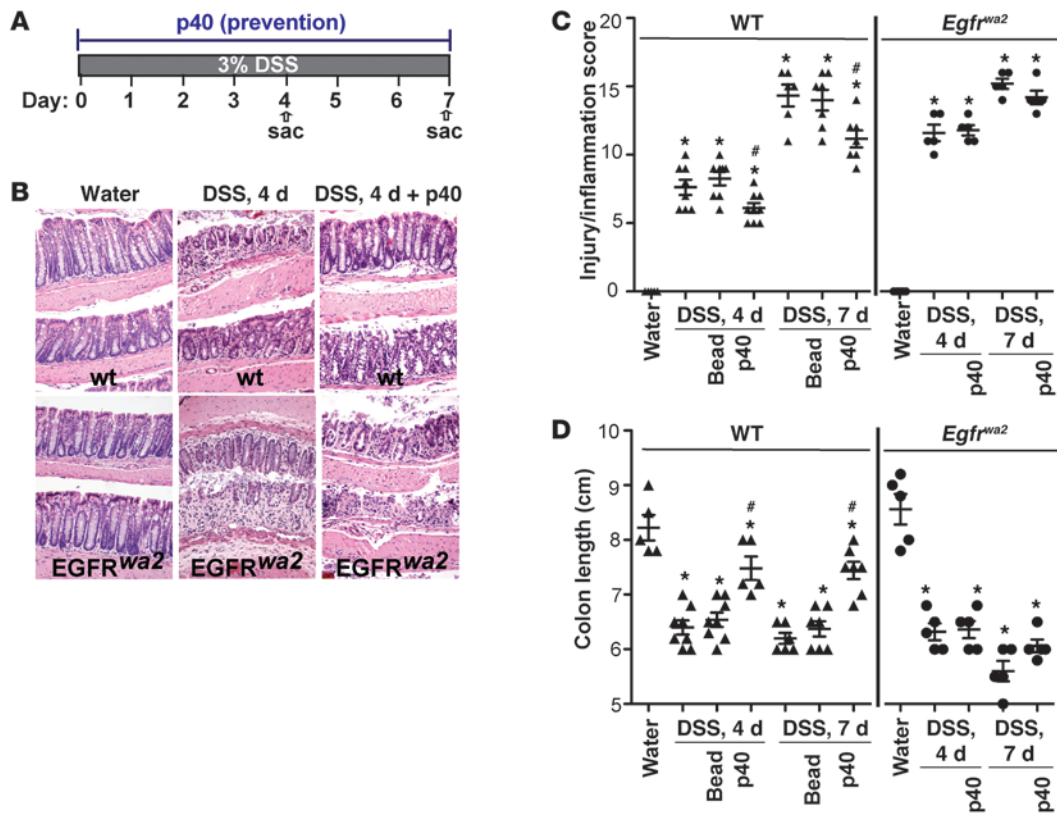 A
p40 (prevention)
3% DSS
Day: 0 1 2 3 4 5 6 7
sac sac
B
Water DSS, 4 d DSS, 4 d + p40
wt wt wt
EGFRwa2 EGFRwa2 EGFRwa2
C
WT Egfrwa2
Injury/inflammation score
20
15
10
5
0
* * * # * * * # * * * *
Water
DSS, 4 d
Bead
p40
DSS, 7 d
Bead
p40
Water
DSS,
4 d
p40
DSS,
7 d
p40
D
WT Egfrwa2
Colon length (cm)
10
9
8
7
6
5
* * # * * * # * * * * *
Water
DSS, 4 d
Bead
p40
DSS, 7 d
Bead
p40
Water
DSS,
4 d
p40
DSS,
7 d
p40